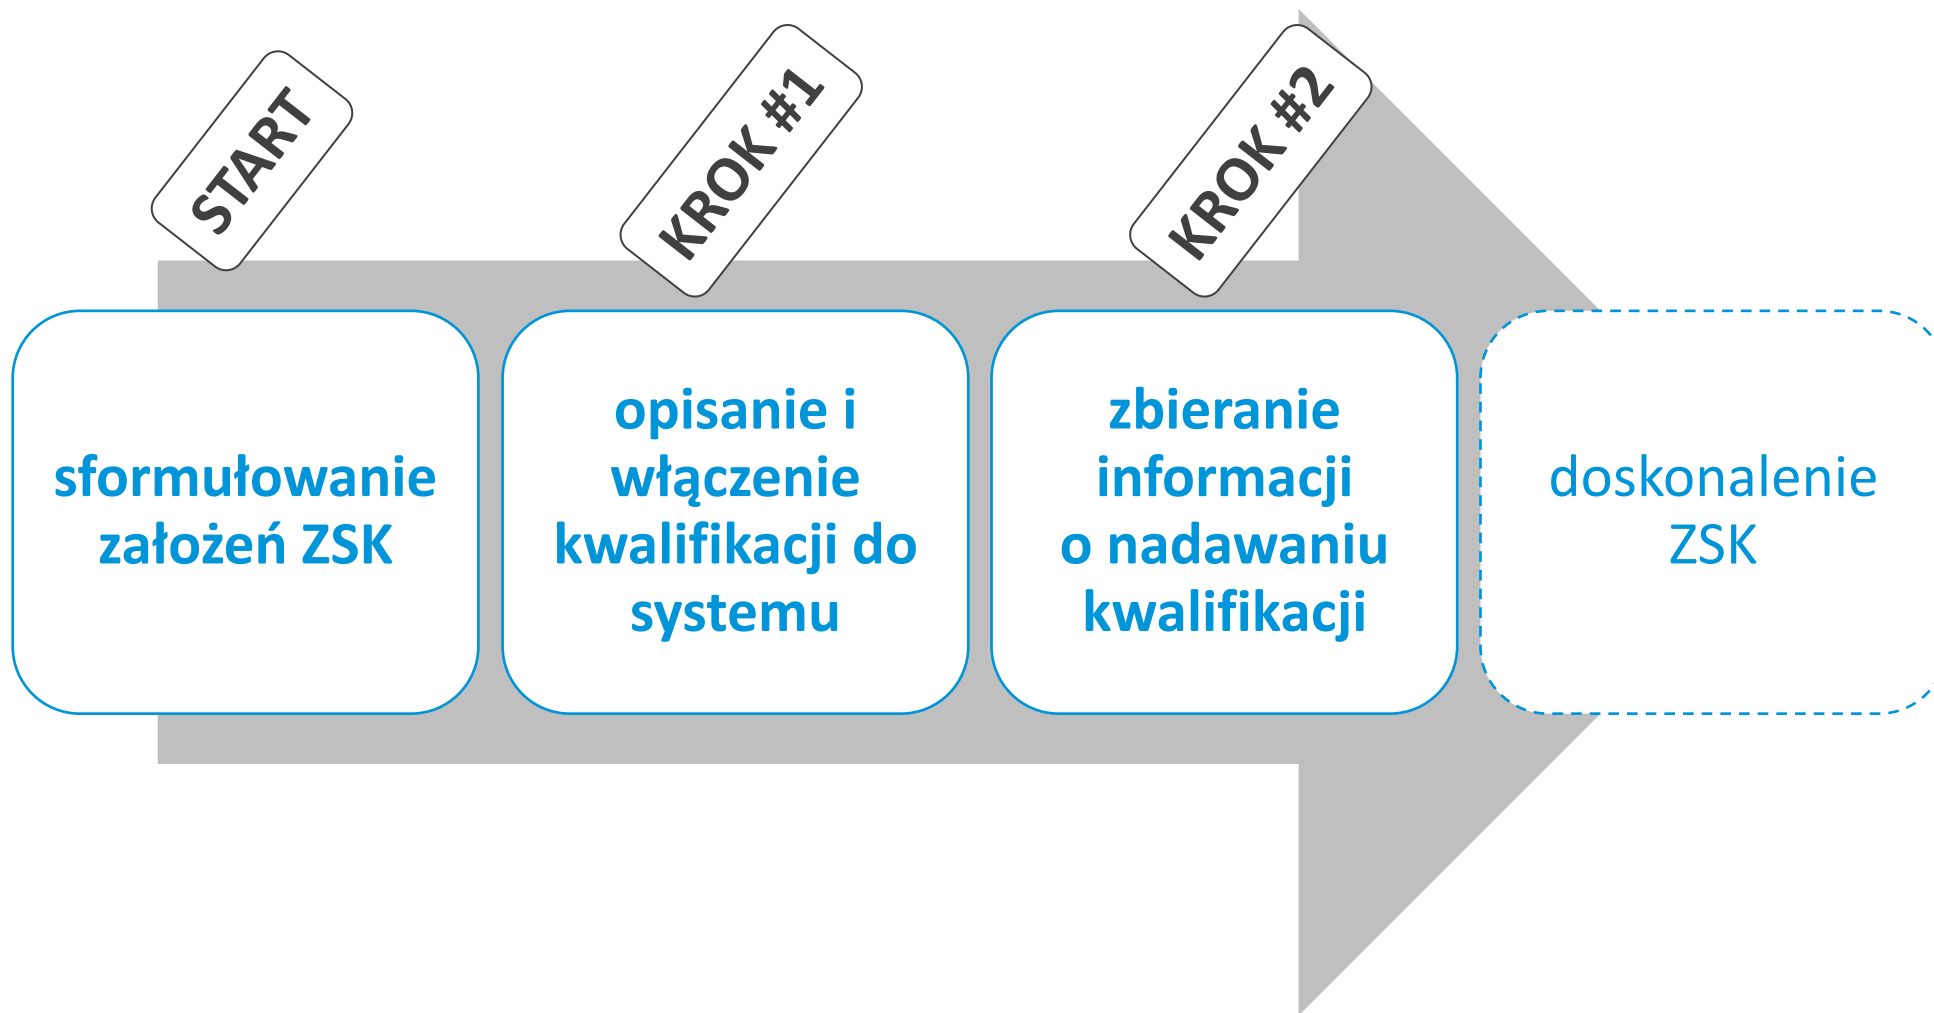 START
KROK #1
KROK #2
sformułowanie
założeń ZSK
opisanie i
włączenie
kwalifikacji do
systemu
zbieranie
informacji
o nadawaniu
kwalifikacji
doskonalenie
ZSK